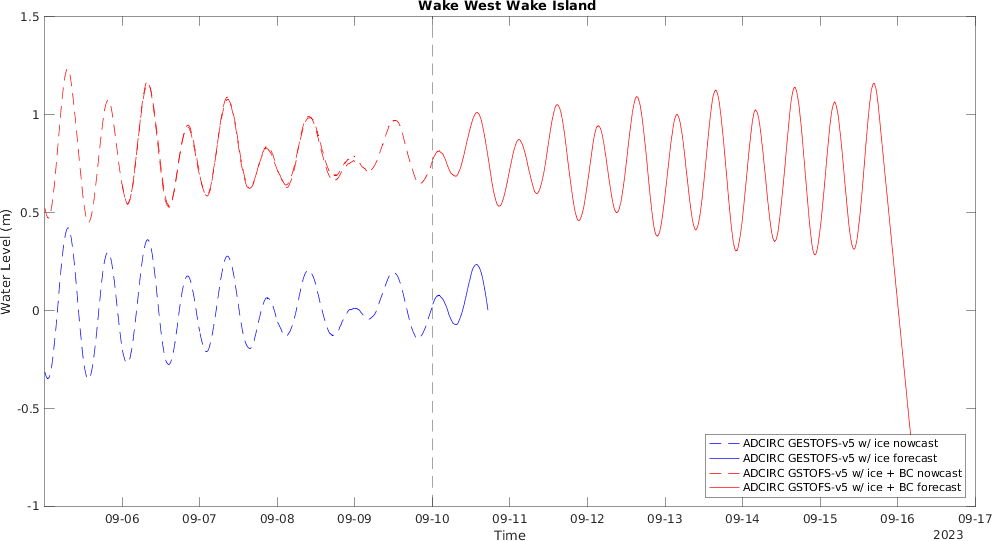 Wake West Wake Island
1.5
1
0.5
0
-0.5
-1
Water Level (m)
ADCIRC GESTOFS-v5 w/ ice nowcast
ADCIRC GESTOFS-v5 w/ ice forecast
ADCIRC GSTOFS-v5 w/ ice + BC nowcast
ADCIRC GSTOFS-v5 w/ ice + BC forecast
09-06 09-07 09-08 09-09 09-10 09-11 09-12 09-13 09-14 09-15 09-16 09-17
Time
2023